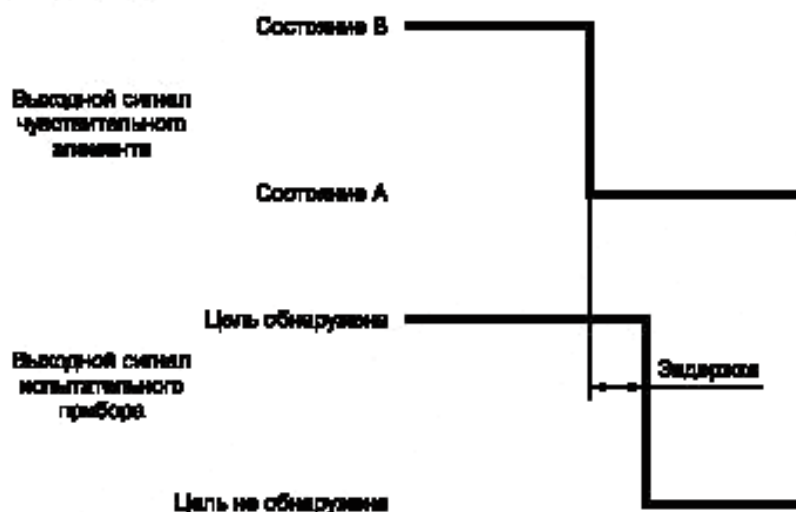 Состояние В
Выходной сигнал
чувствительного
элемента
Состояние А
Цель обнаружена
Выходной сигнал
испытательного
прибора
Задержка
Цель не обнаружена